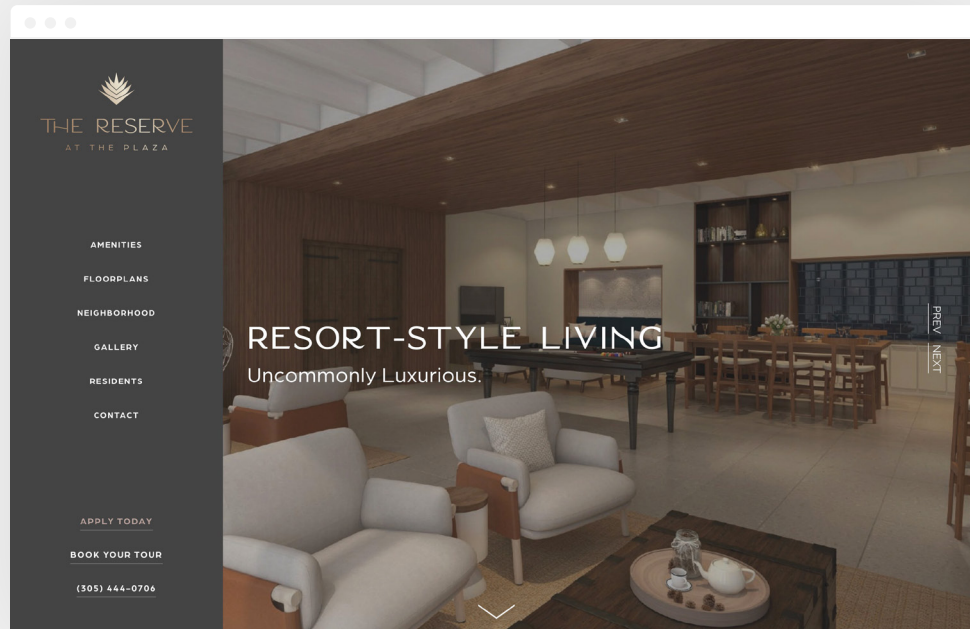 THE RESERVE
AT THE PLAZA
AMENITIES
FLOORPLANS
NEIGHBORHOOD
GALLERY
RESIDENTS
CONTACT
APPLY TODAY
BOOK YOUR TOUR
(305) 444-0706
RESORT-STYLE LIVING
Uncommonly Luxurious.
PREV NEXT